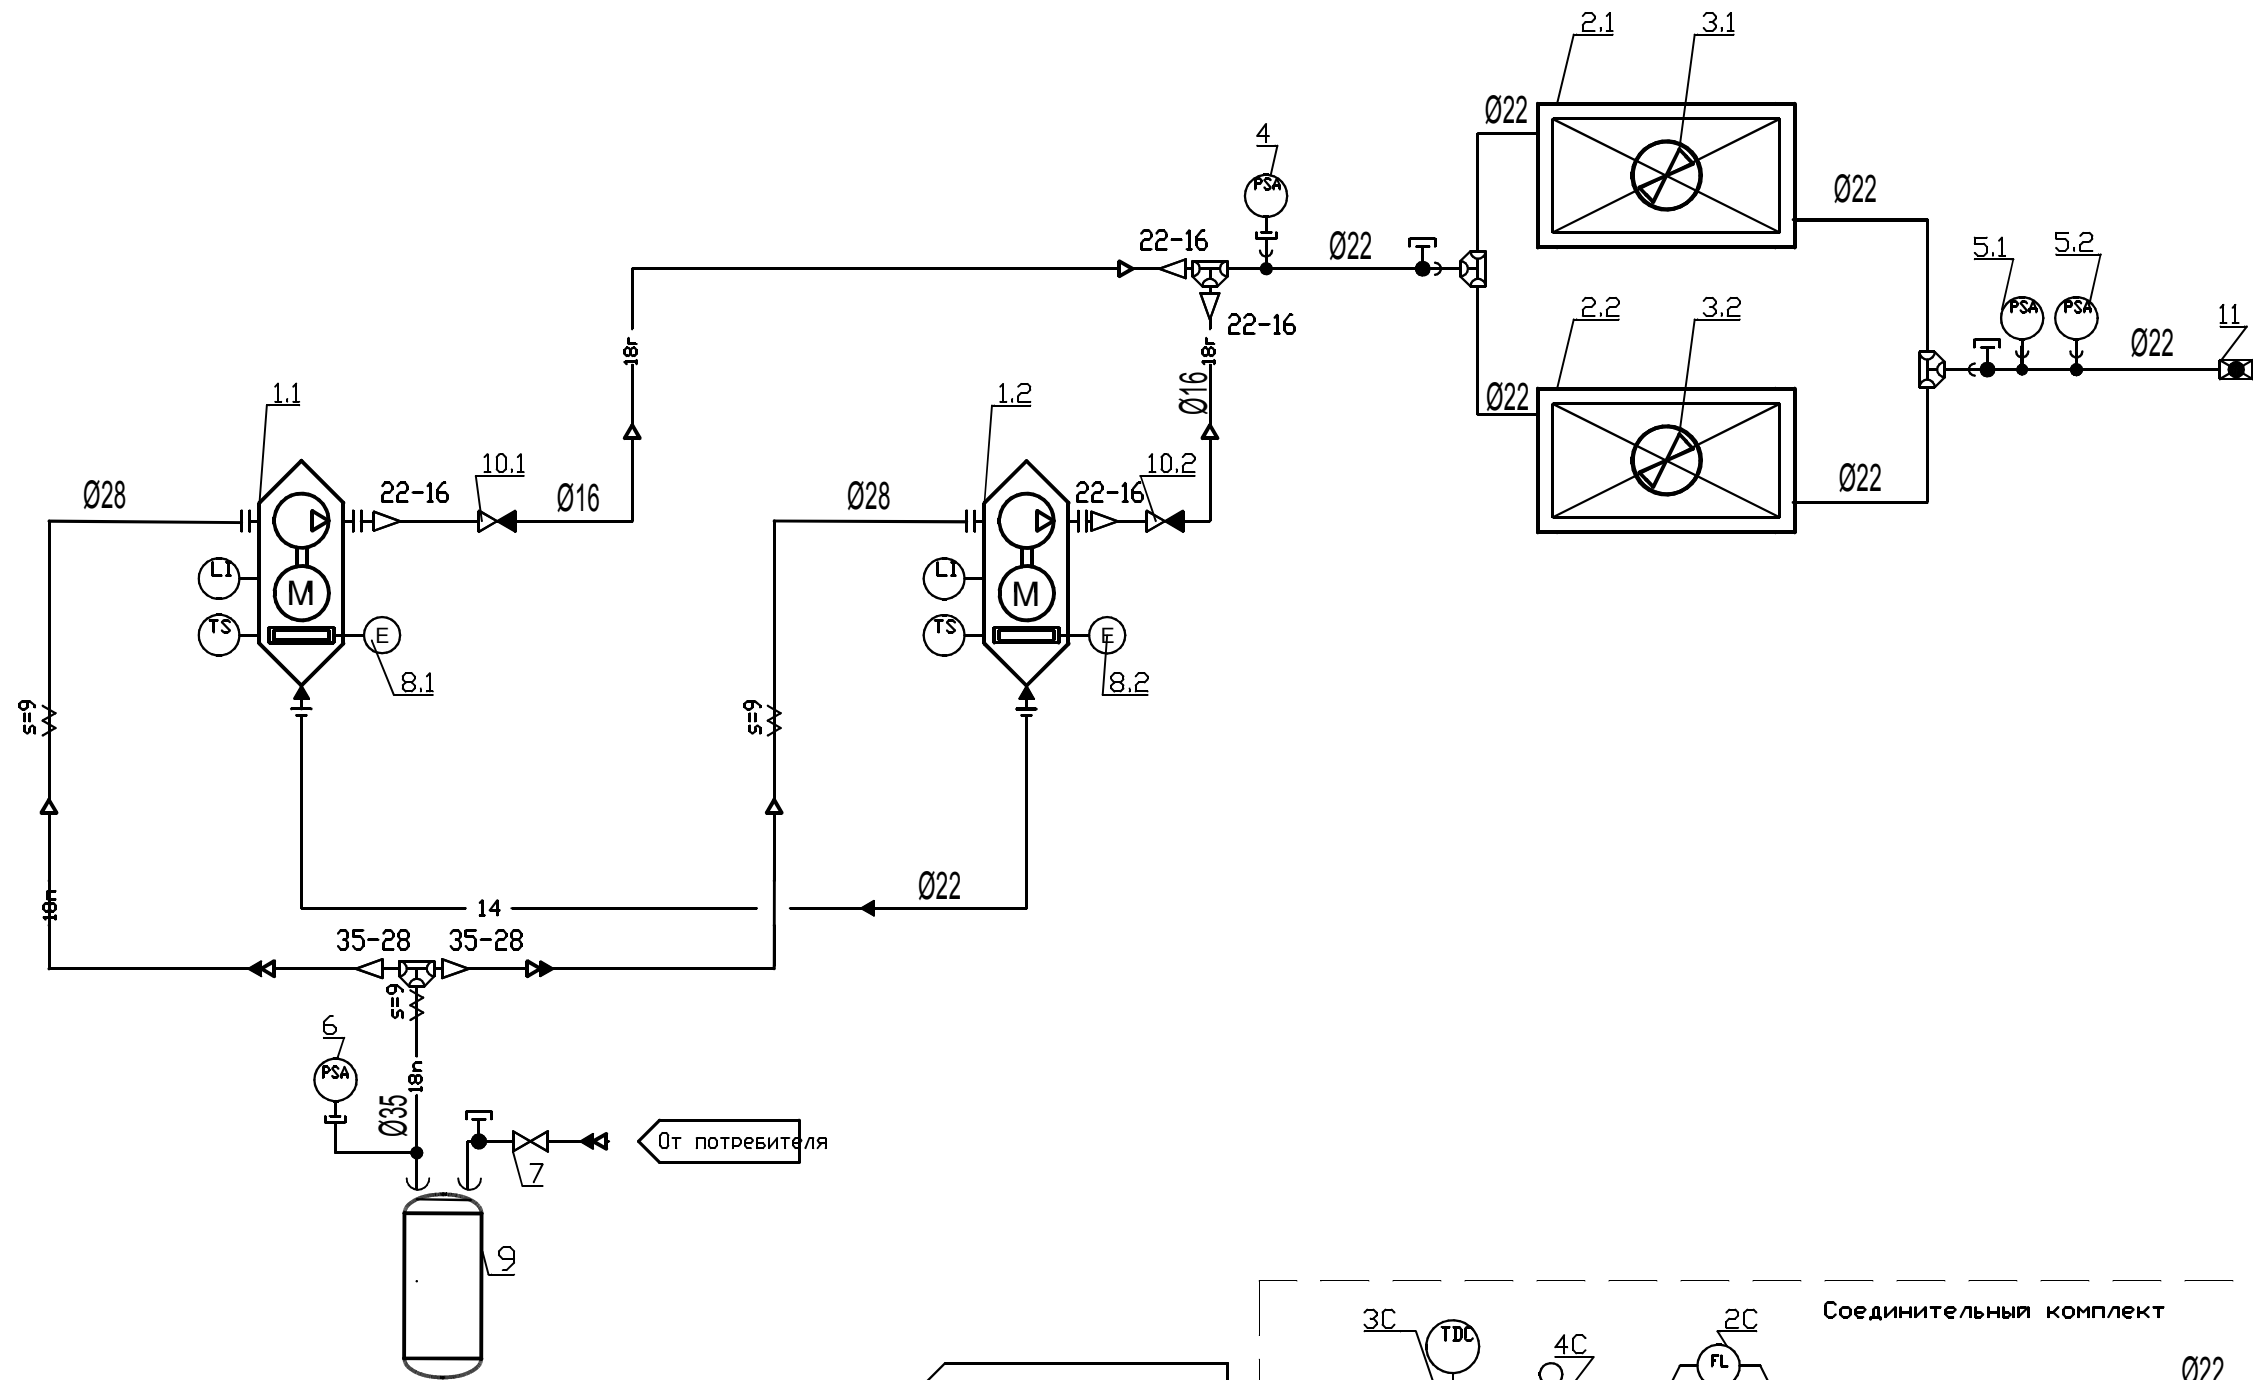 2.1
3.1
Ø22
4
PSA
Ø22
22-16
Ø22
5.1
5.2
2.2
3.2
PSA
PSA
11
22-16
Ø22
18г
18г
1.1
1.2
Ø16
Ø22
10.1
10.2
Ø28
22-16
Ø16
Ø28
22-16
Ø22
LI
M
LI
M
TS
E
TS
E
8.1
8.2
s=9
s=9
Ø22
18п
14
35-28
35-28
s=9
6
PSA
18п
Ø35
От потребителя
7
9
Соединительный комплект
3C
TDC
4C
2C
FL
Ø22